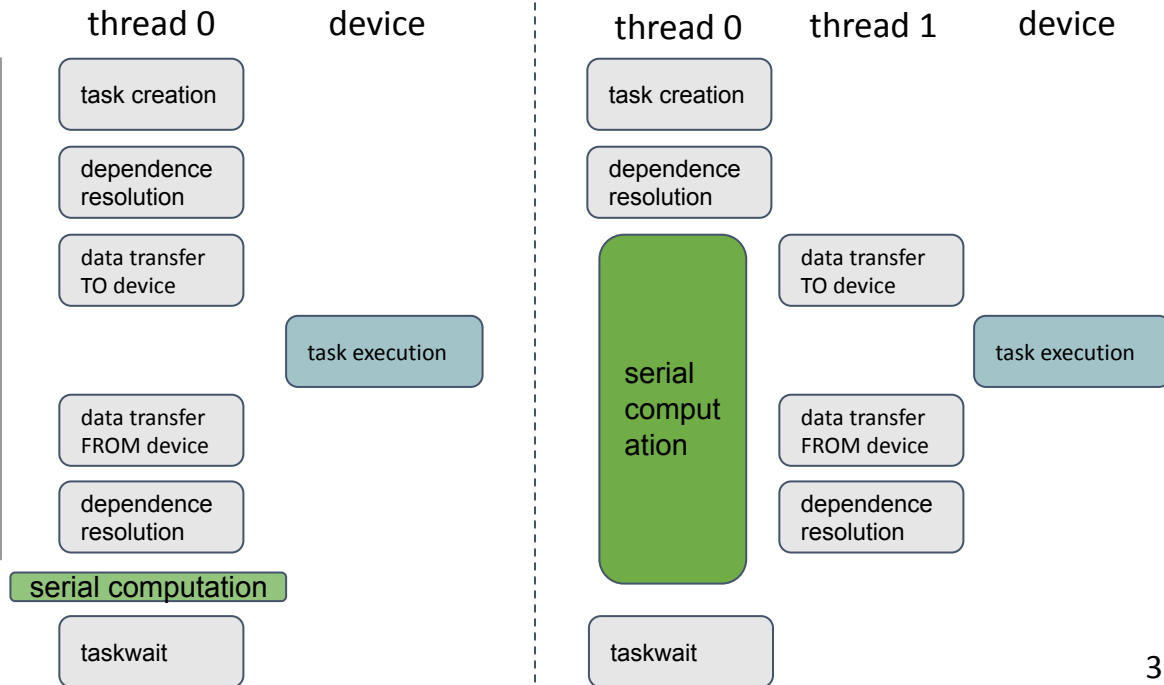 thread 0
device
task creation
dependence
resolution
data transfer
TO device
task execution
data transfer
FROM device
dependence
resolution
serial computation
taskwait
thread 0
thread 1
device
task creation
dependence
resolution
serial
comput
ation
data transfer
TO device
task execution
data transfer
FROM device
dependence
resolution
taskwait
3